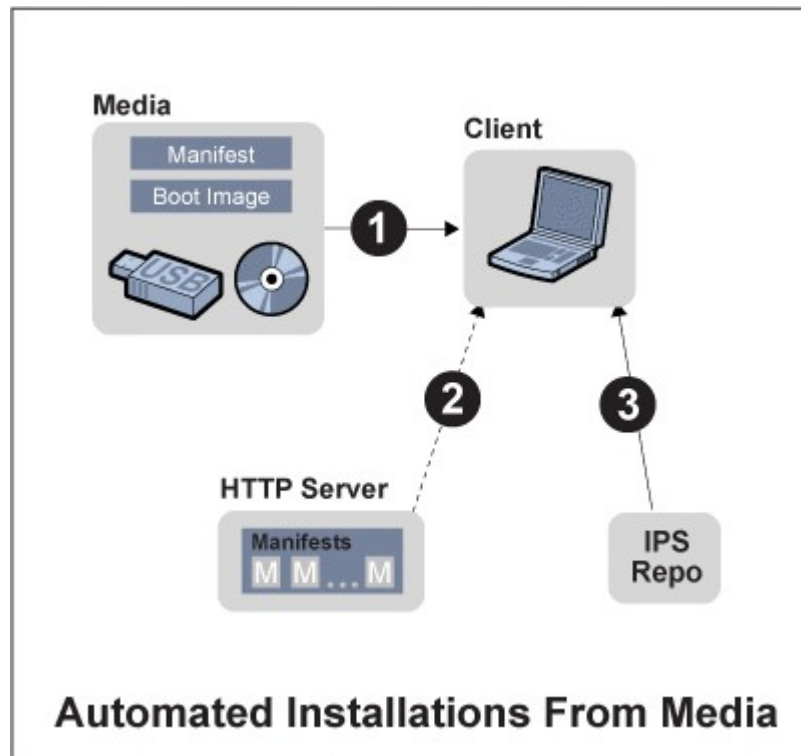 Media
Manifest
Boot Image
USB
1
Client
2
3
HTTP Server
Manifests
M M ... M
IPS
Repo
Automated Installations From Media